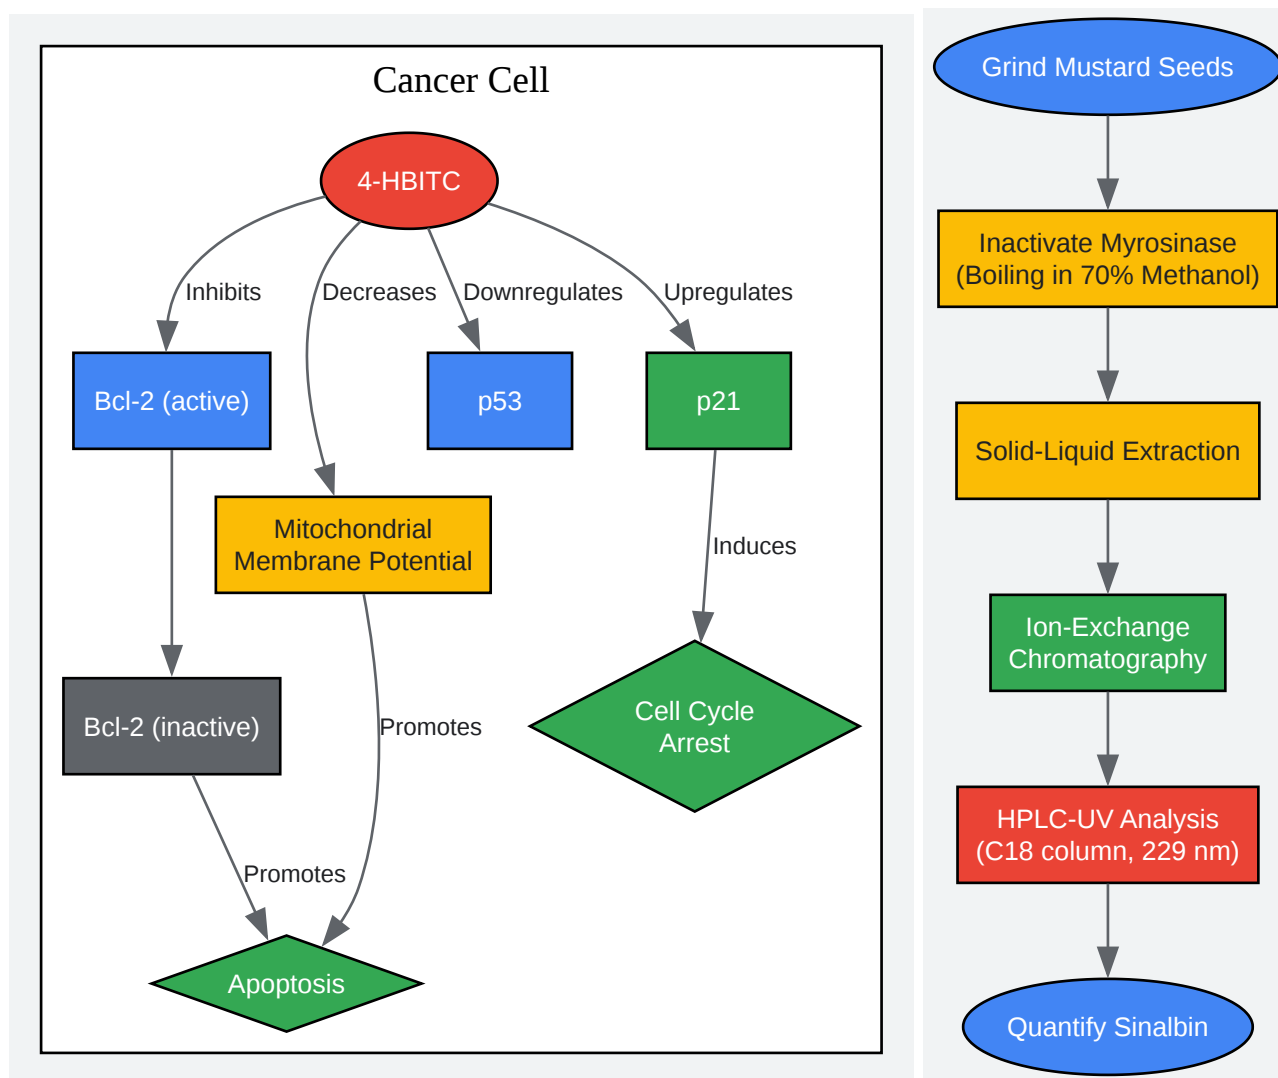 Cancer Cell
4-HBITC
Inhibits
Decreases
Downregulates
Upregulates
Bcl-2 (active)
p53
p21
Mitochondrial
Membrane Potential
Induces
Bcl-2 (inactive)
Promotes
Cell Cycle
Arrest
Promotes
Apoptosis
Grind Mustard Seeds
Inactivate Myrosinase
(Boiling in 70% Methanol)
Solid-Liquid Extraction
Ion-Exchange
Chromatography
HPLC-UV Analysis
(C18 column, 229 nm)
Quantify Sinalbin